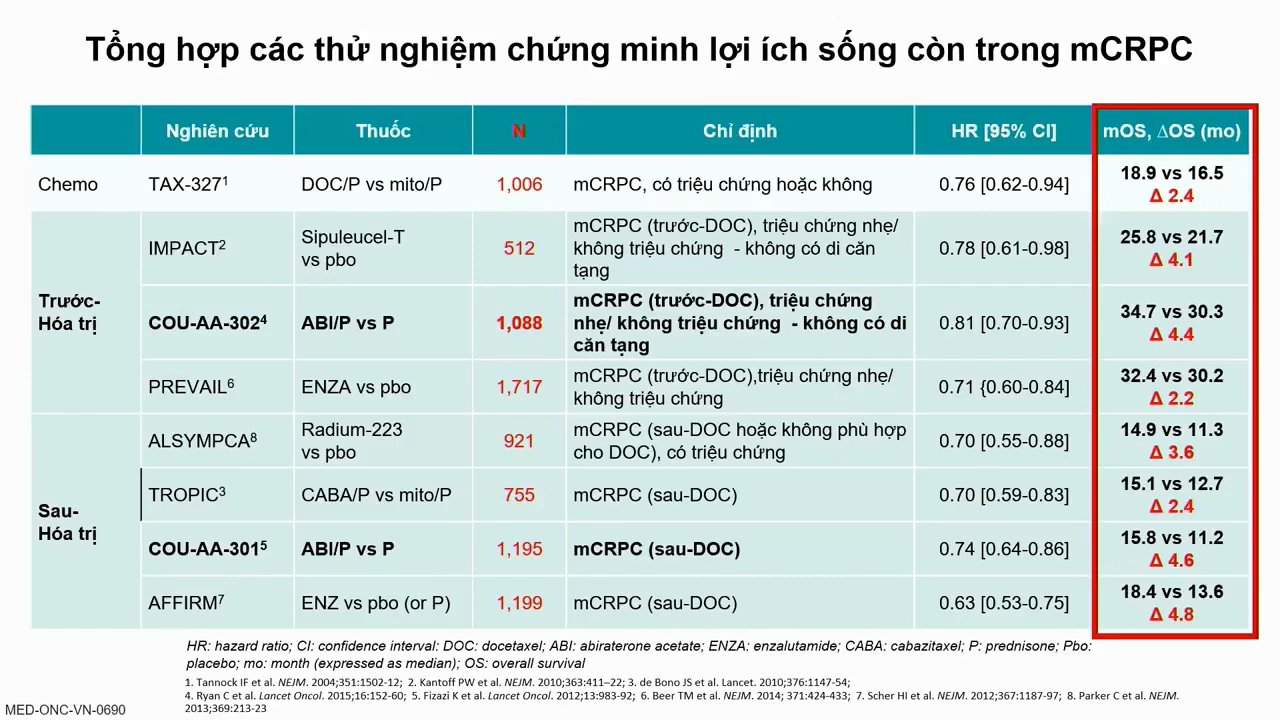 Tổng hợp các thử nghiệm chứng minh lợi ích sống còn trong mCRPC
Nghiên cứu Thuốc N Chỉ định HR [95% CI] mOS, ∆OS (mo)
Chemo TAX-327¹ DOC/P vs mito/P 1,006 mCRPC, có triệu chứng hoặc không 0.76 [0.62-0.94] 18.9 vs 16.5
Δ 2.4
Trước-
Hóa trị
IMPACT² Sipuleucel-T
vs pbo
512
mCRPC (trước-DOC), triệu chứng nhẹ/
không triệu chứng - không có di căn
tạng
0.78 [0.61-0.98]
25.8 vs 21.7
Δ 4.1
COU-AA-302⁴ ABI/P vs P 1,088
mCRPC (trước-DOC), triệu chứng
nhẹ/ không triệu chứng - không có di
căn tạng
0.81 [0.70-0.93]
34.7 vs 30.3
Δ 4.4
PREVAIL⁶ ENZA vs pbo 1,717
mCRPC (trước-DOC),triệu chứng nhẹ/
không triệu chứng
0.71 {0.60-0.84]
32.4 vs 30.2
Δ 2.2
Sau-
Hóa trị
ALSYMPCA⁸ Radium-223
vs pbo
921
mCRPC (sau-DOC hoặc không phù hợp
cho DOC), có triệu chứng
0.70 [0.55-0.88]
14.9 vs 11.3
Δ 3.6
TROPIC³ CABA/P vs mito/P 755 mCRPC (sau-DOC) 0.70 [0.59-0.83]
15.1 vs 12.7
Δ 2.4
COU-AA-301⁵ ABI/P vs P 1,195 mCRPC (sau-DOC) 0.74 [0.64-0.86]
15.8 vs 11.2
Δ 4.6
AFFIRM⁷ ENZ vs pbo (or P) 1,199 mCRPC (sau-DOC) 0.63 [0.53-0.75]
18.4 vs 13.6
Δ 4.8
HR: hazard ratio; CI: confidence interval: DOC: docetaxel; ABI: abiraterone acetate; ENZA: enzalutamide; CABA: cabazitaxel; P: prednisone; Pbo:
placebo; mo: month (expressed as median); OS: overall survival
1. Tannock IF et al. NEJM. 2004;351:1502-12; 2. Kantoff PW et al. NEJM. 2010;363:411–22; 3. de Bono JS et al. Lancet. 2010;376:1147-54;
4. Ryan C et al. Lancet Oncol. 2015;16:152-60; 5. Fizazi K et al. Lancet Oncol. 2012;13:983-92; 6. Beer TM et al. NEJM. 2014; 371:424-433; 7. Scher HI et al. NEJM. 2012;367:1187-97; 8. Parker C et al. NEJM.
2013;369:213-23
MED-ONC-VN-0690